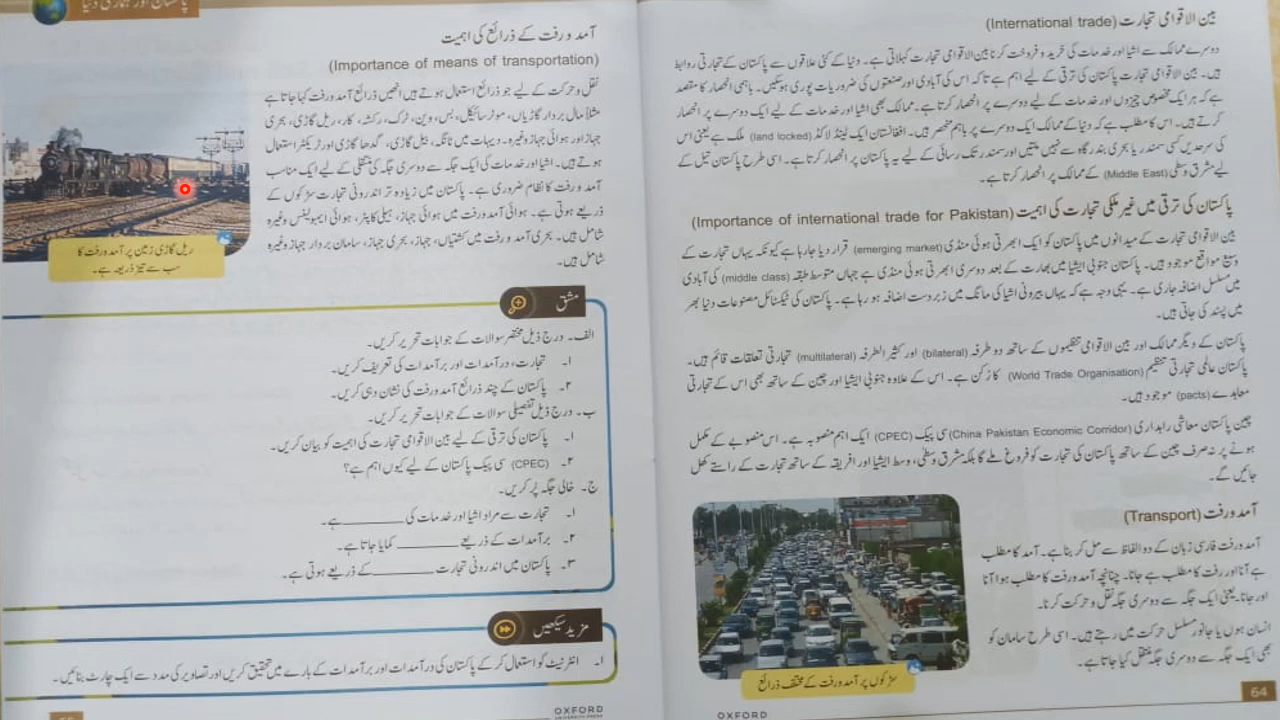 بین الاقوامی تجارت (International trade)
دوسرے ممالک سے اشیا اور خدمات کی خرید و فروخت کرنا بین الاقوامی تجارت کہلاتی ہے۔ دنیا کے کئی علاقوں سے پاکستان کے تجارتی روابط
ہیں۔ بین الاقوامی تجارت پاکستان کی ترقی کے لیے اہم ہے تاکہ اس کی آبادی اور صنعتوں کی ضروریات پوری ہو سکیں۔ باہمی انحصار کا مقصد
ہے کہ ہر ایک مخصوص چیزوں اور خدمات کے لیے دوسرے پر انحصار کرتا ہے۔ ممالک بھی اشیا اور خدمات کے لیے ایک دوسرے پر انحصار
کرتے ہیں۔ اس کا مطلب ہے کہ دنیا کے ممالک ایک دوسرے پر باہم منحصر ہیں۔ افغانستان ایک لینڈ لاکڈ (land locked) ملک ہے یعنی اس
کی سرحدیں کسی سمندر یا بحری بندرگاہ سے نہیں ملتیں اور سمندر تک رسائی کے لیے یہ پاکستان پر انحصار کرتا ہے۔ اسی طرح پاکستان تیل کے
لیے مشرق وسطیٰ (Middle East) کے ممالک پر انحصار کرتا ہے۔
پاکستان کی ترقی میں غیر ملکی تجارت کی اہمیت (Importance of international trade for Pakistan)
بین الاقوامی تجارت کے میدانوں میں پاکستان کو ایک ابھرتی ہوئی منڈی (emerging market) قرار دیا جا رہا ہے کیونکہ یہاں تجارت کے
وسیع مواقع موجود ہیں۔ پاکستان جنوبی ایشیا میں بھارت کے بعد دوسری ابھرتی ہوئی منڈی ہے جہاں متوسط طبقہ (middle class) کی آبادی
میں مسلسل اضافہ جاری ہے۔ یہی وجہ ہے کہ یہاں بیرونی اشیا کی مانگ میں زبردست اضافہ ہو رہا ہے۔ پاکستان کی ٹیکسٹائل مصنوعات دنیا بھر
میں پسند کی جاتی ہیں۔
پاکستان کے دیگر ممالک اور بین الاقوامی تنظیموں کے ساتھ دو طرفہ (bilateral) اور کثیر الطرفہ (multilateral) تجارتی تعلقات قائم ہیں۔
پاکستان عالمی تجارتی تنظیم (World Trade Organisation) کا رکن ہے۔ اس کے علاوہ جنوبی ایشیا اور چین کے ساتھ بھی اس کے تجارتی
معاہدے (pacts) موجود ہیں۔
چین پاکستان معاشی راہداری (China Pakistan Economic Corridor) سی پیک (CPEC) ایک اہم منصوبہ ہے۔ اس منصوبے کے مکمل
ہونے پر نہ صرف چین کے ساتھ پاکستان کی تجارت کو فروغ ملے گا بلکہ مشرق وسطیٰ، وسط ایشیا اور افریقہ کے ساتھ تجارت کے راستے کھل
جائیں گے۔
آمد و رفت (Transport)
آمد و رفت فارسی زبان کے دو الفاظ سے مل کر بنا ہے۔ آمد کا مطلب
ہے آنا اور رفت کا مطلب ہے جانا۔ چنانچہ آمد و رفت کا مطلب ہوا آنا
اور جانا۔ یعنی ایک جگہ سے دوسری جگہ نقل و حرکت کرنا۔
انسان ہوں یا جانور مسلسل حرکت میں رہتے ہیں۔ اسی طرح سامان کو
بھی ایک جگہ سے دوسری جگہ منتقل کیا جاتا ہے۔
سڑکوں پر آمد و رفت کے مختلف ذرائع
64
OXFORD
پاکستان اور ہماری دنیا
آمد و رفت کے ذرائع کی اہمیت
(Importance of means of transportation)
نقل و حرکت کے لیے جو ذرائع استعمال ہوتے ہیں انھیں ذرائع آمد و رفت کہا جاتا ہے
مثلاً مال بردار گاڑیاں، موٹر سائیکل، بس، وین، ٹرک، رکشہ، کار، ریل گاڑی، بحری
جہاز اور ہوائی جہاز وغیرہ۔ دیہات میں تانگہ، بیل گاڑی، گدھا گاڑی اور ٹریکٹر استعمال
ہوتے ہیں۔ اشیا اور خدمات کی ایک جگہ سے دوسری جگہ کی منتقلی کے لیے ایک مناسب
آمد و رفت کا نظام ضروری ہے۔ پاکستان میں زیادہ تر اندرونی تجارت سڑکوں کے
ذریعے ہوتی ہے۔ ہوائی آمد و رفت میں ہوائی جہاز، ہیلی کاپٹر، ہوائی ایمبولینس وغیرہ
شامل ہیں۔ بحری آمد و رفت میں کشتیاں، جہاز، بحری جہاز، سامان بردار جہاز وغیرہ
شامل ہیں۔
ریل گاڑی زمین پر آمد و رفت کا
سب سے تیز ذریعہ ہے۔
مشق
الف۔ درج ذیل مختصر سوالات کے جوابات تحریر کریں۔
۱۔ تجارت، درآمدات اور برآمدات کی تعریف کریں۔
۲۔ پاکستان کے چند ذرائع آمد و رفت کی نشان دہی کریں۔
ب۔ درج ذیل تفصیلی سوالات کے جوابات تحریر کریں۔
۱۔ پاکستان کی ترقی کے لیے بین الاقوامی تجارت کی اہمیت کو بیان کریں۔
۲۔ (CPEC) سی پیک پاکستان کے لیے کیوں اہم ہے؟
ج۔ خالی جگہ پُر کریں۔
۱۔ تجارت سے مراد اشیا اور خدمات کی ________ ہے۔
۲۔ برآمدات کے ذریعے ________ کمایا جاتا ہے۔
۳۔ پاکستان میں اندرونی تجارت ________ کے ذریعے ہوتی ہے۔
مزید سیکھیں
۱۔ انٹرنیٹ کو استعمال کر کے پاکستان کی درآمدات اور برآمدات کے بارے میں تحقیق کریں اور تصاویر کی مدد سے ایک چارٹ بنائیں۔
OXFORD
UNIVERSITY PRESS